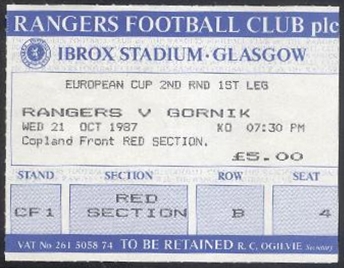 RANGERS FOOTBALL CLUB plc
IBROX STADIUM·GLASGOW
EUROPEAN CUP 2ND RND 1ST LEG
RANGERS V GORNIK
WED 21 OCT 1987 KO 07:30 PM
Copland Front RED SECTION.
£5.00
STAND SECTION ROW SEAT
CF1 RED SECTION B 4
VAT No 261 5058 74 TO BE RETAINED R. C. OGILVIE Secretary